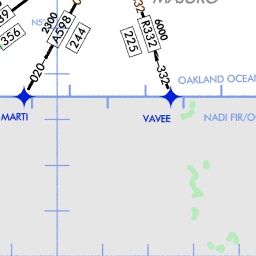 MAJURO
N5
356
2300
A598
244
020
6000
R332
225
332
OAKLAND OCEAN
MARTI
VAVEE
NADI FIR/O